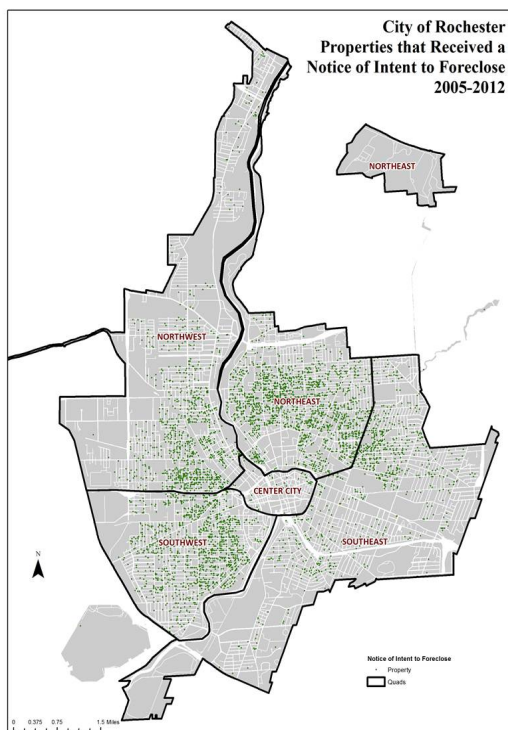 City of Rochester
Properties that Received a
Notice of Intent to Foreclose
2005-2012
NORTHEAST
NORTHWEST
NORTHEAST
CENTER CITY
SOUTHWEST
SOUTHEAST
N
Notice of Intent to Foreclose
Property
Quads
0 0.375 0.75 1.5 Miles